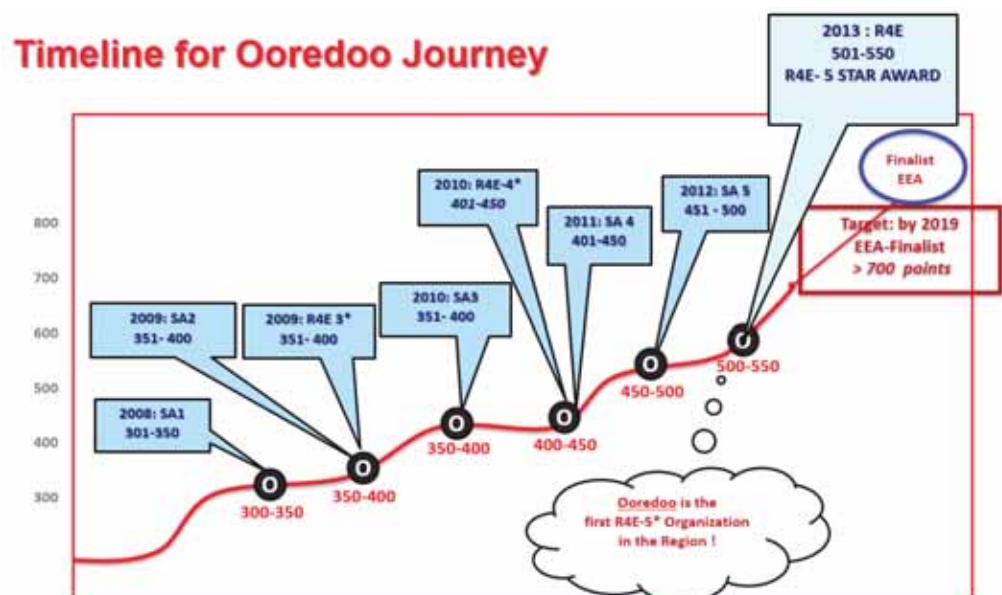 Timeline for Ooredoo Journey
2013 : R4E
501-550
R4E- 5 STAR AWARD
Finalist
EEA
Target: by 2019
EEA-Finalist
> 700 points
2012: SA 5
451 - 500
2010: R4E-4*
401-450
2011: SA 4
401-450
2010: SA3
351- 400
2009: R4E 3*
351- 400
2009: SA2
351- 400
2008: SA1
301-350
800
700
600
500
400
300
300-350
350-400
350-400
400-450
450-500
500-550
Ooredoo is the
first R4E-5* Organization
in the Region !